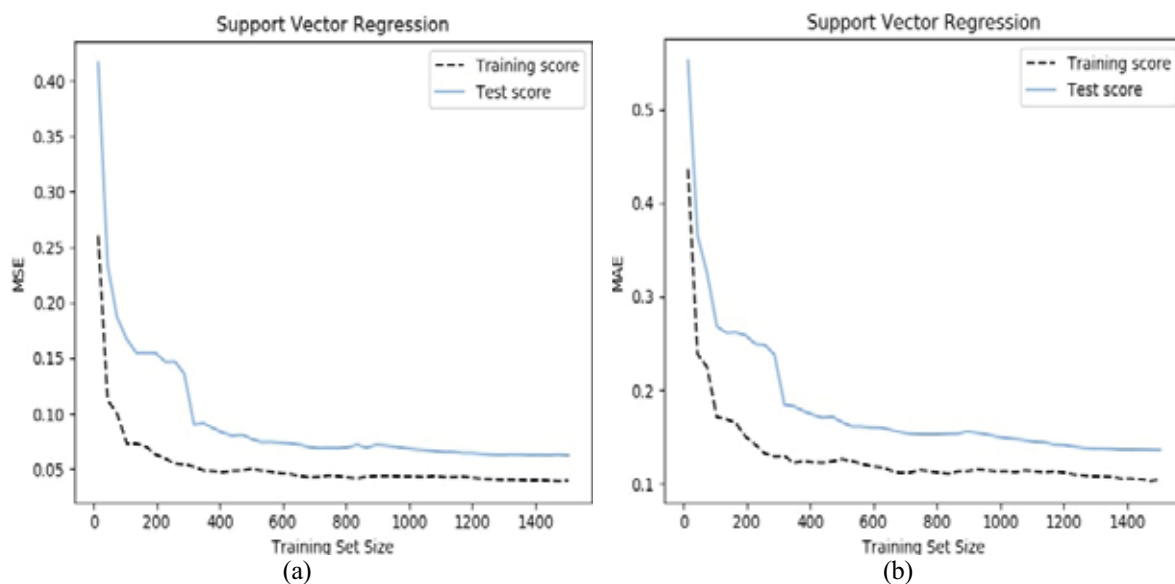 Support Vector Regression
Training score
Test score
0.40
0.35
0.30
0.25
0.20
0.15
0.10
0.05
MSE
0 200 400 600 800 1000 1200 1400
Training Set Size
(a)
Support Vector Regression
Training score
Test score
0.5
0.4
0.3
0.2
0.1
MAE
0 200 400 600 800 1000 1200 1400
Training Set Size
(b)